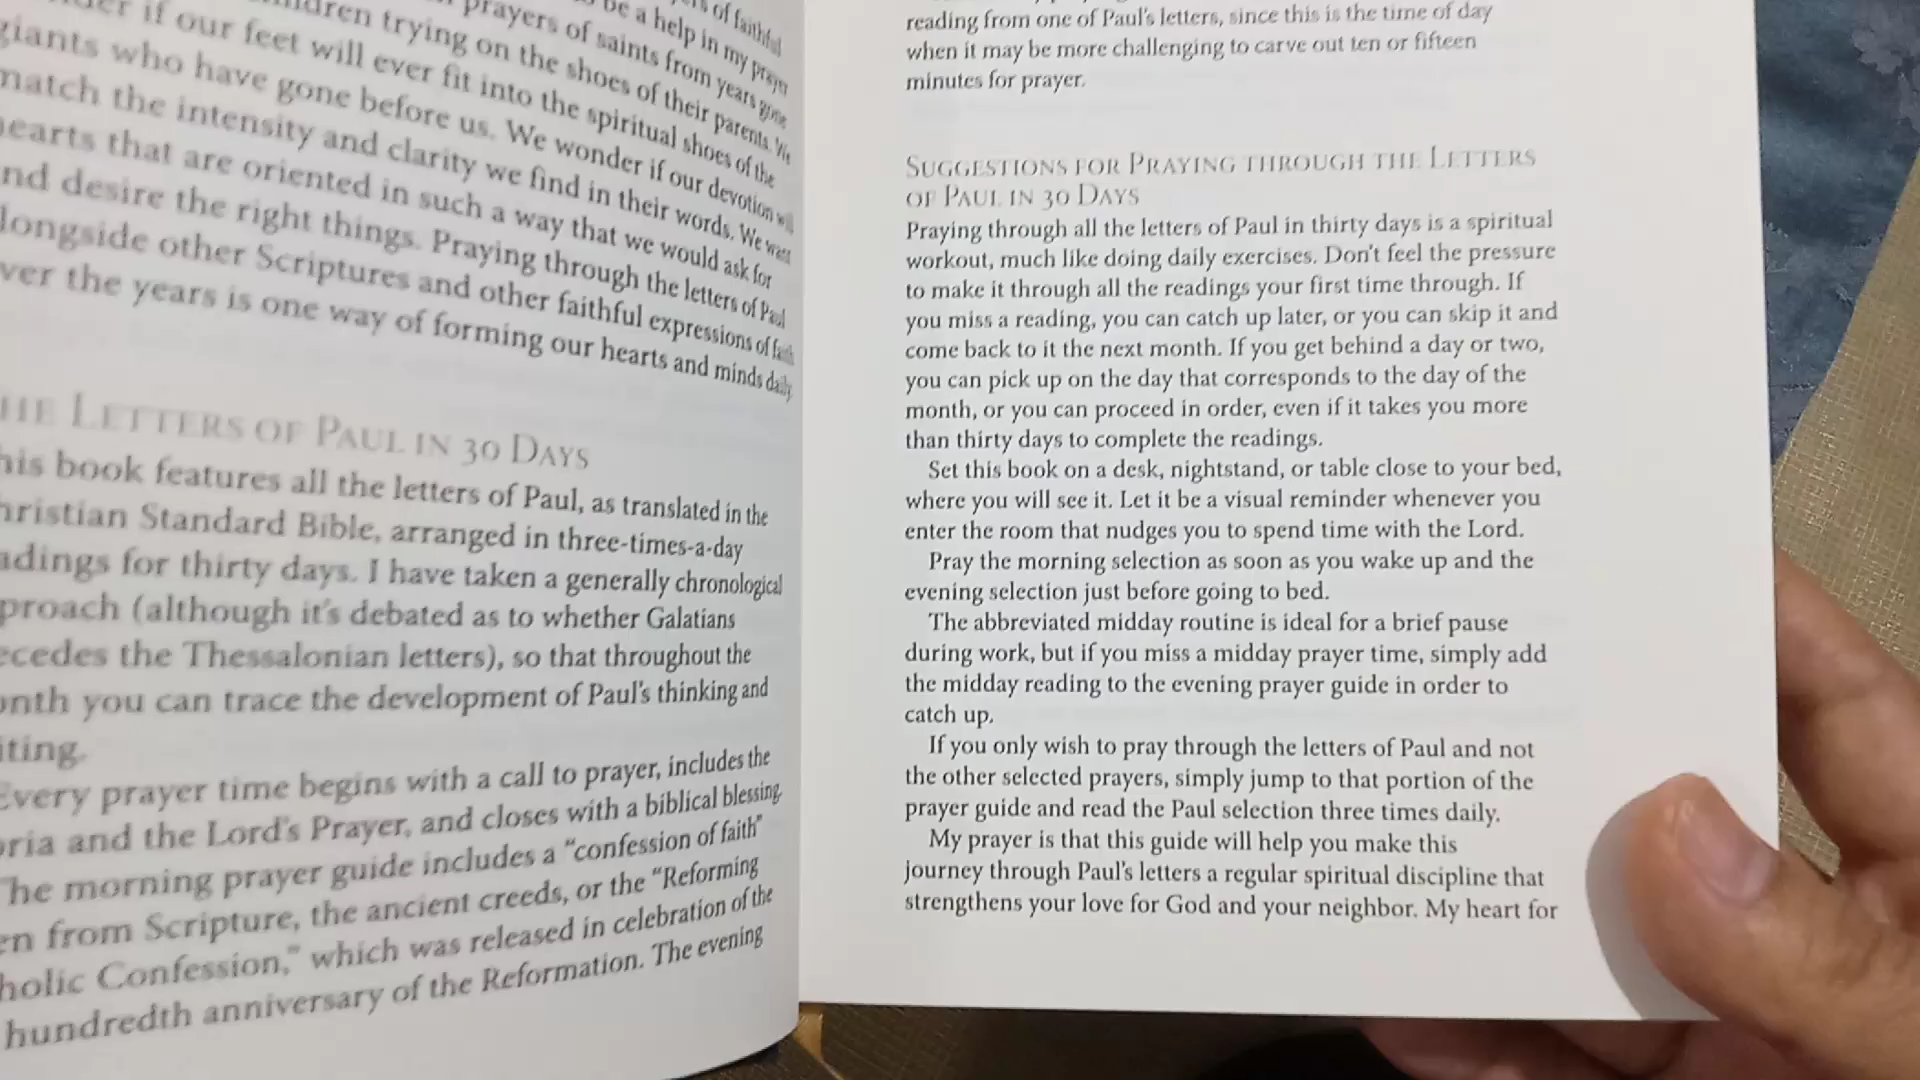 of faithful
be a help in my prayer
prayers of saints from years gone
children trying on the shoes of their parents. We
if our feet will ever fit into the spiritual shoes of the
giants who have gone before us. We wonder if our devotion will
match the intensity and clarity we find in their words. We want
hearts that are oriented in such a way that we would ask for
and desire the right things. Praying through the letters of Paul
alongside other Scriptures and other faithful expressions of faith
over the years is one way of forming our hearts and minds daily
THE LETTERS OF PAUL IN 30 DAYS
This book features all the letters of Paul, as translated in the
Christian Standard Bible, arranged in three-times-a-day
readings for thirty days. I have taken a generally chronological
approach (although it's debated as to whether Galatians
precedes the Thessalonian letters), so that throughout the
month you can trace the development of Paul's thinking and
writing.
Every prayer time begins with a call to prayer, includes the
Gloria and the Lord's Prayer, and closes with a biblical blessing.
The morning prayer guide includes a "confession of faith"
from Scripture, the ancient creeds, or the "Reforming
Catholic Confession," which was released in celebration of the
hundredth anniversary of the Reformation. The evening
reading from one of Paul's letters, since this is the time of day
when it may be more challenging to carve out ten or fifteen
minutes for prayer.
SUGGESTIONS FOR PRAYING THROUGH THE LETTERS
OF PAUL IN 30 DAYS
Praying through all the letters of Paul in thirty days is a spiritual
workout, much like doing daily exercises. Don't feel the pressure
to make it through all the readings your first time through. If
you miss a reading, you can catch up later, or you can skip it and
come back to it the next month. If you get behind a day or two,
you can pick up on the day that corresponds to the day of the
month, or you can proceed in order, even if it takes you more
than thirty days to complete the readings.
Set this book on a desk, nightstand, or table close to your bed,
where you will see it. Let it be a visual reminder whenever you
enter the room that nudges you to spend time with the Lord.
Pray the morning selection as soon as you wake up and the
evening selection just before going to bed.
The abbreviated midday routine is ideal for a brief pause
during work, but if you miss a midday prayer time, simply add
the midday reading to the evening prayer guide in order to
catch up.
If you only wish to pray through the letters of Paul and not
the other selected prayers, simply jump to that portion of the
prayer guide and read the Paul selection three times daily.
My prayer is that this guide will help you make this
journey through Paul's letters a regular spiritual discipline that
strengthens your love for God and your neighbor. My heart for